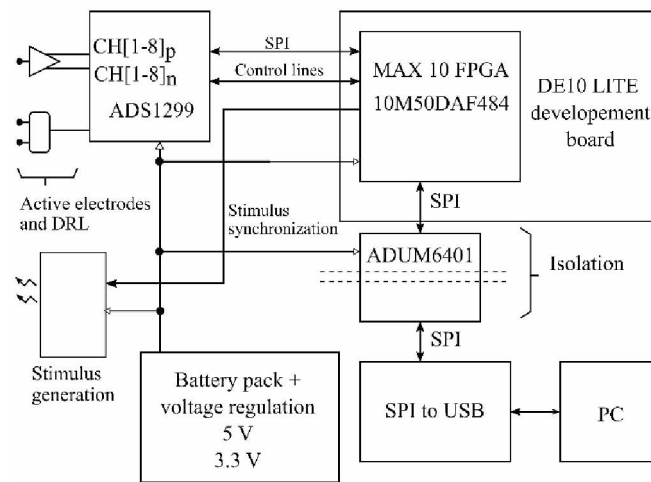 CH[1-8]p
CH[1-8]n
ADS1299
SPI
Control lines
MAX 10 FPGA
10M50DAF484
DE10 LITE
developement
board
Active electrodes
and DRL
Stimulus
synchronization
SPI
ADUM6401
Isolation
SPI
Stimulus
generation
Battery pack +
voltage regulation
5 V
3.3 V
SPI to USB
PC